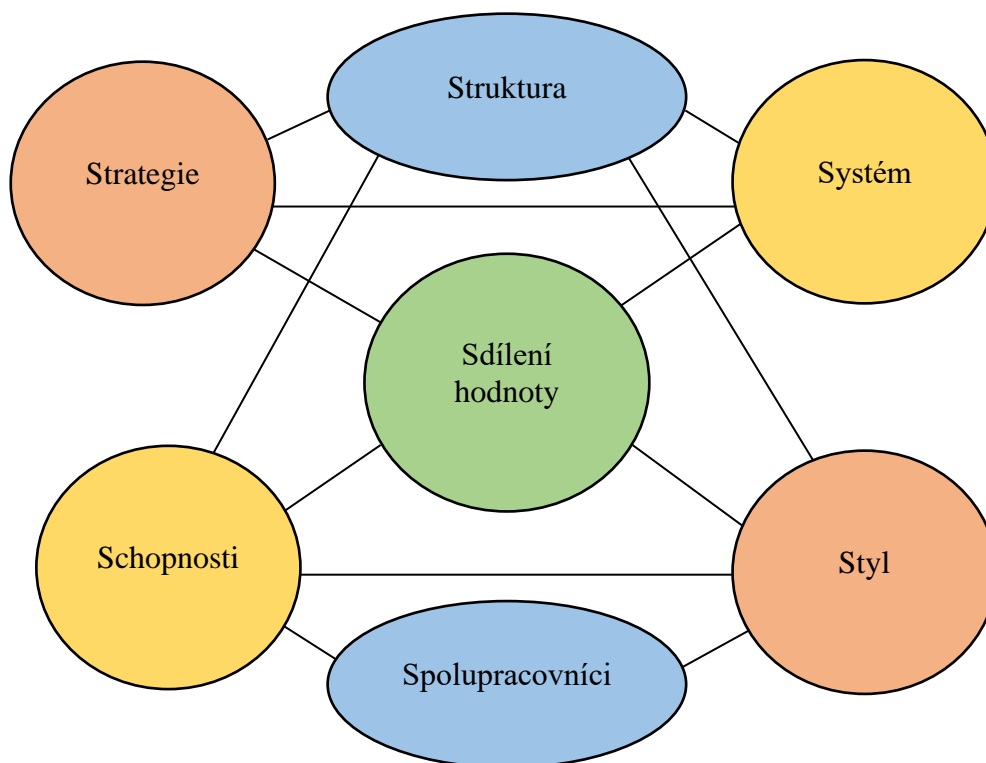 Struktura
Strategie
Systém
Sdílení
hodnoty
Schopnosti
Styl
Spolupracovníci